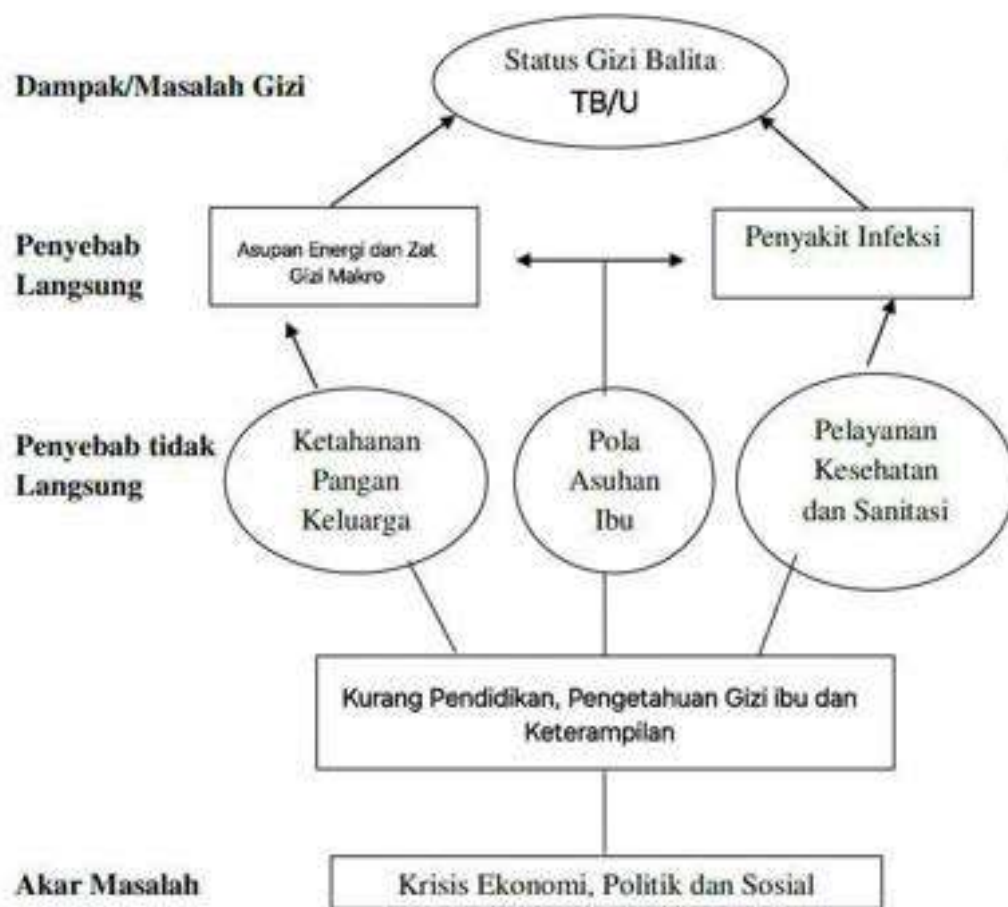 Dampak/Masalah Gizi
Status Gizi Balita
TB/U
Penyebab
Langsung
Asupan Energi dan Zat
Gizi Makro
Penyakit Infeksi
Penyebab tidak
Langsung
Ketahanan
Pangan
Keluarga
Pola
Asuhan
Ibu
Pelayanan
Kesehatan
dan Sanitasi
Kurang Pendidikan, Pengetahuan Gizi ibu dan
Keterampilan
Akar Masalah
Krisis Ekonomi, Politik dan Sosial